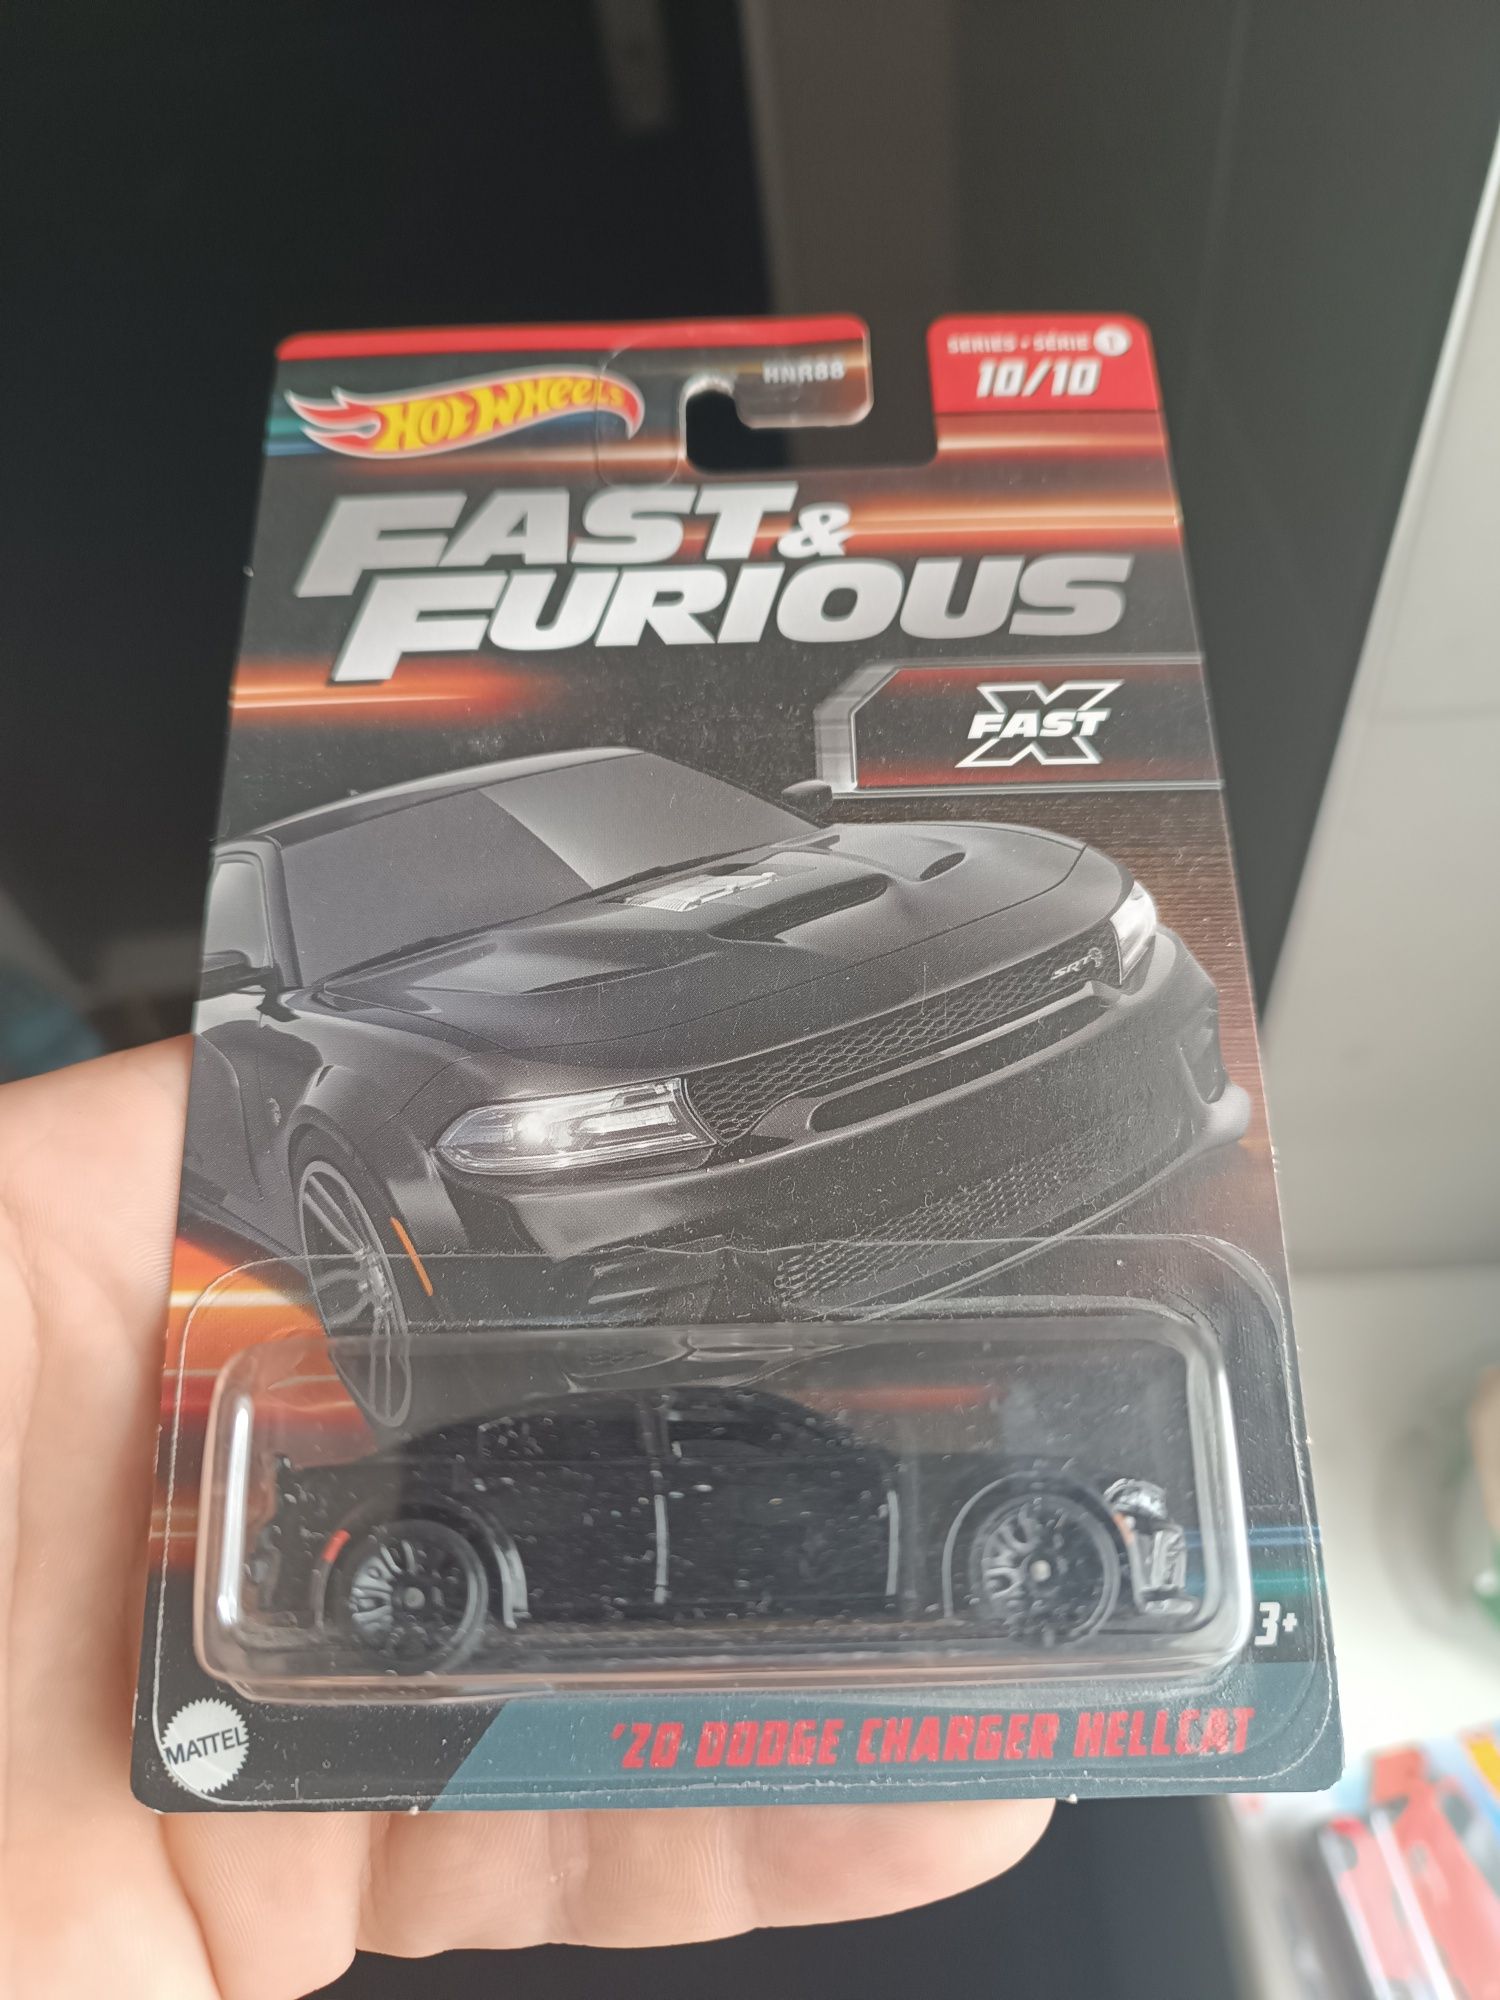 HOT WHEELS
HNR88
SERIES • SÉRIE 1
10/10
FAST &
FURIOUS
FAST X
SRT
3+
MATTEL
'20 DODGE CHARGER HELLCAT